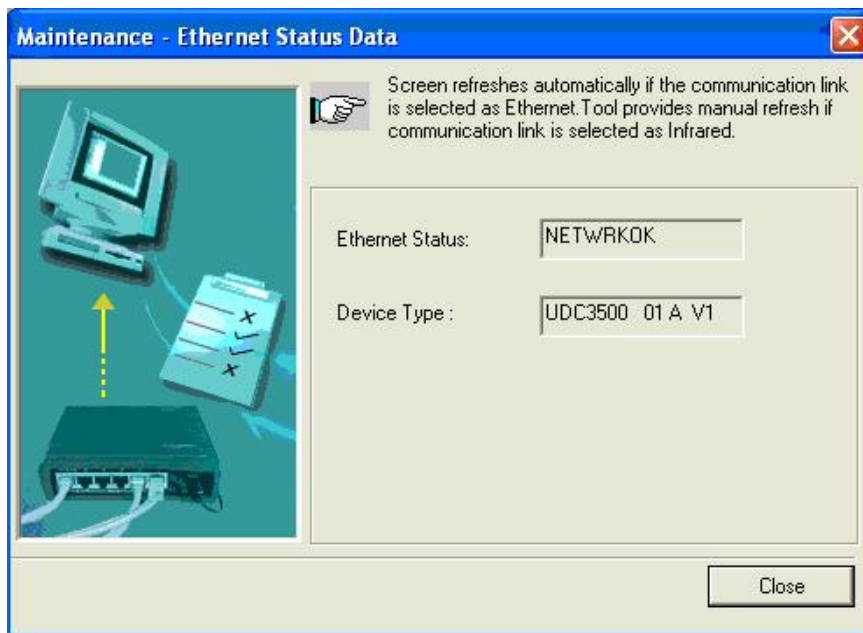 Maintenance - Ethernet Status Data
Screen refreshes automatically if the communication link
is selected as Ethernet.Tool provides manual refresh if
communication link is selected as Infrared.
Ethernet Status:
NETWRKOK
Device Type :
UDC3500 01 A V1
Close